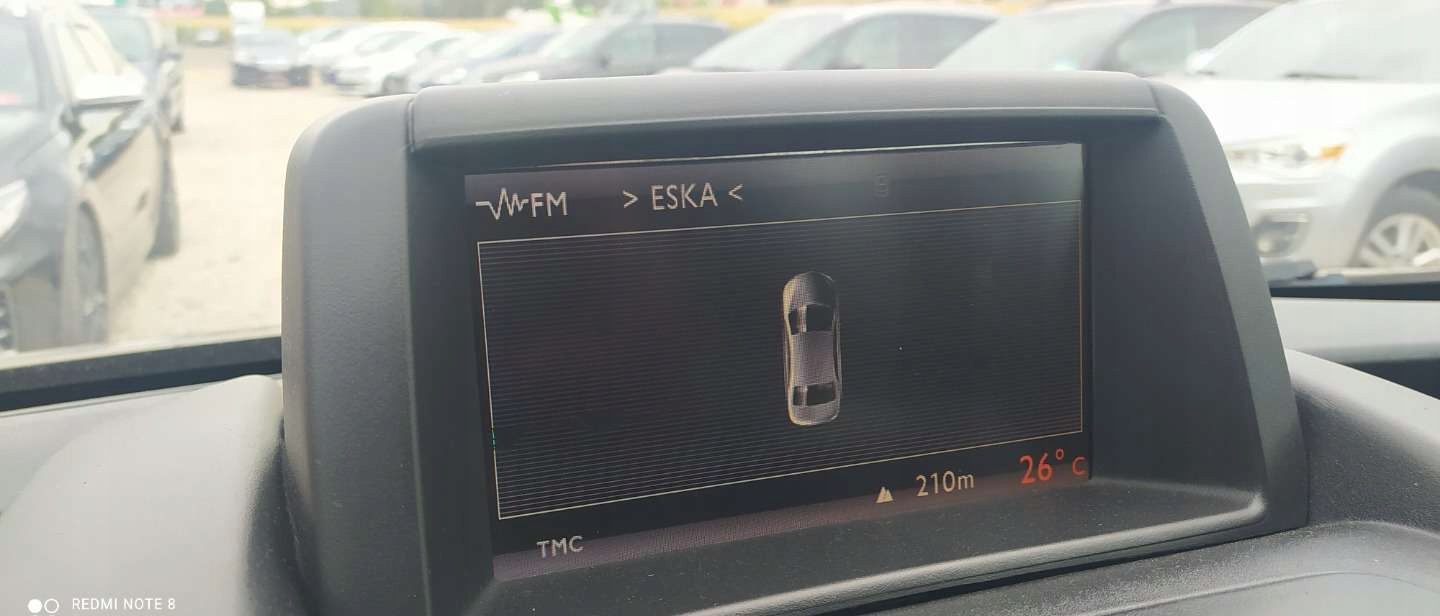 FM > ESKA <
210m 26°C
TMC
REDMI NOTE 8